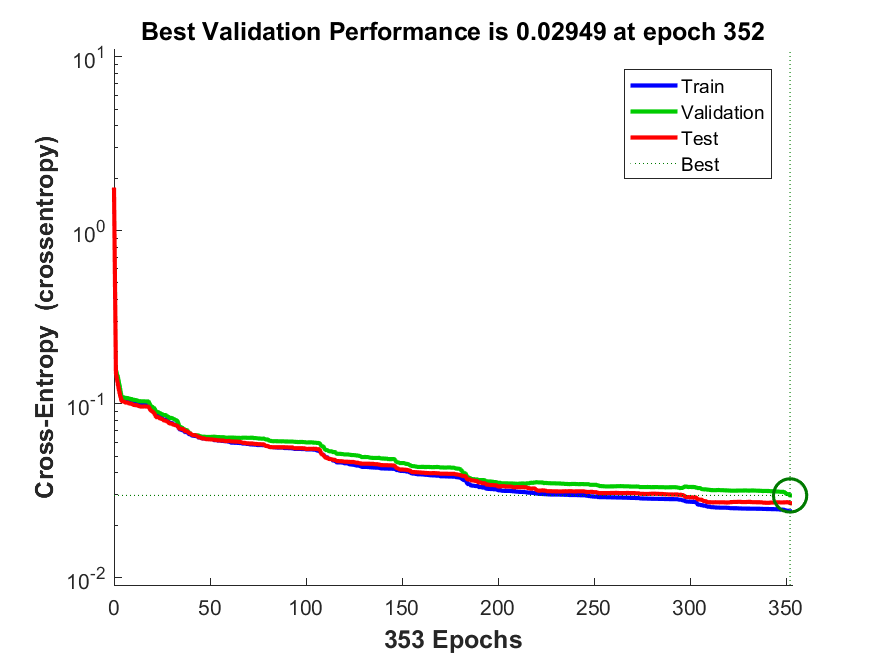 Best Validation Performance is 0.02949 at epoch 352
10^1
10^0
10^-1
10^-2
Cross-Entropy (crossentropy)
Train
Validation
Test
Best
0 50 100 150 200 250 300 350
353 Epochs